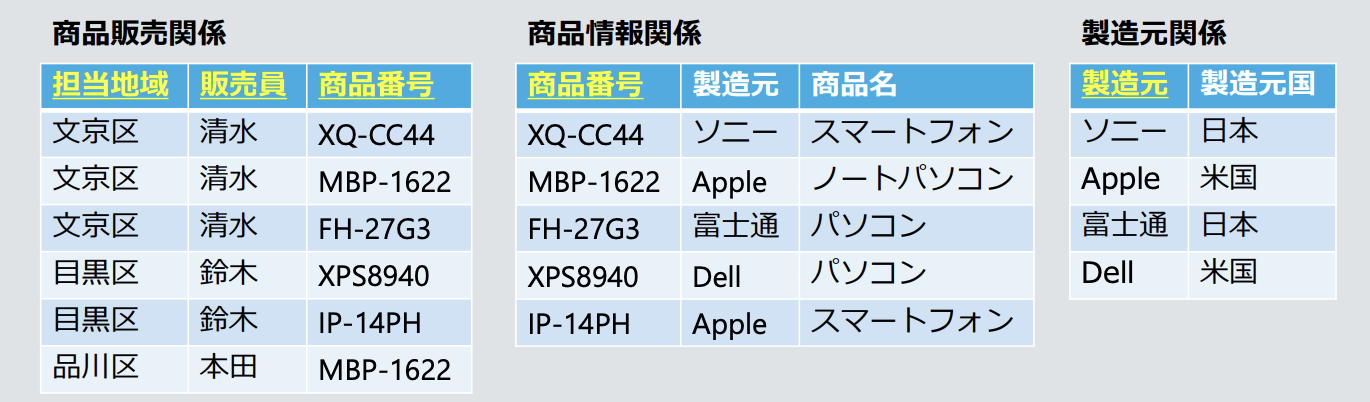 商品販売関係
担当地域 販売員 商品番号
文京区 清水 XQ-CC44
文京区 清水 MBP-1622
文京区 清水 FH-27G3
目黒区 鈴木 XPS8940
目黒区 鈴木 IP-14PH
品川区 本田 MBP-1622
商品情報関係
商品番号 製造元 商品名
XQ-CC44 ソニー スマートフォン
MBP-1622 Apple ノートパソコン
FH-27G3 富士通 パソコン
XPS8940 Dell パソコン
IP-14PH Apple スマートフォン
製造元関係
製造元 製造元国
ソニー 日本
Apple 米国
富士通 日本
Dell 米国